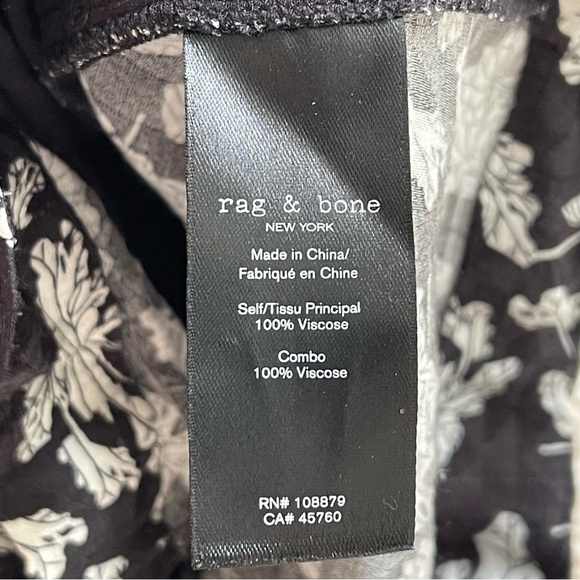 rag & bone
NEW YORK
Made in China/
Fabriqué en Chine
Self/Tissu Principal
100% Viscose
Combo
100% Viscose
RN# 108879
CA# 45760